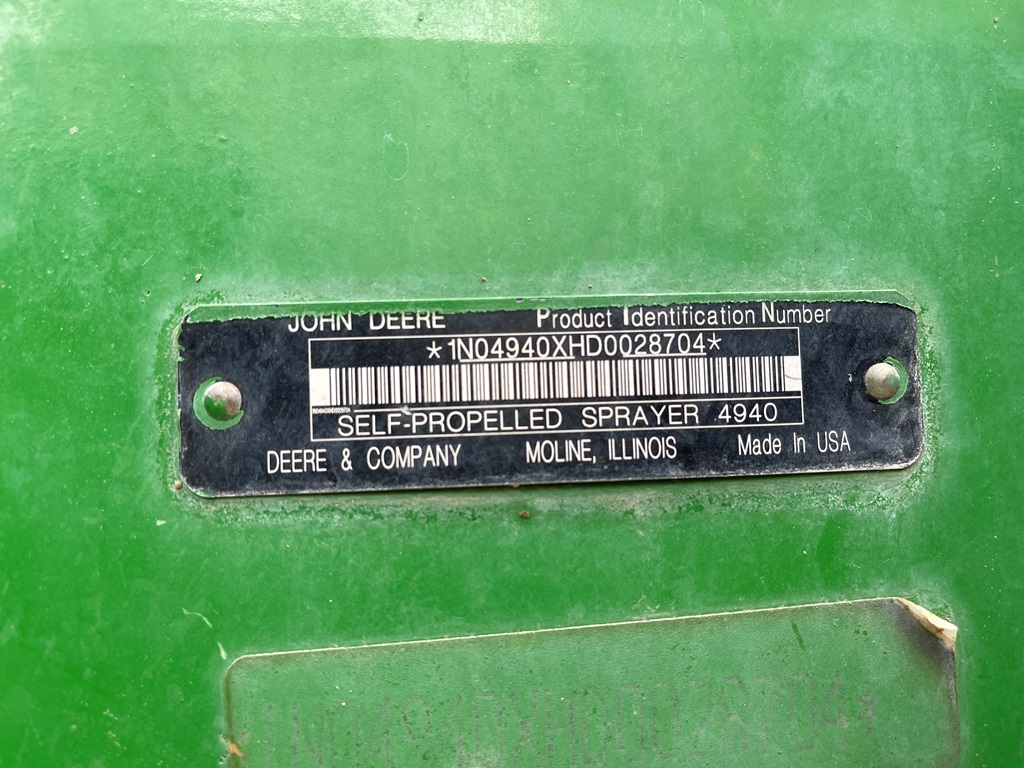 JOHN DEERE Product Identification Number
*1N04940XHD0028704*
SELF-PROPELLED SPRAYER 4940
DEERE & COMPANY MOLINE, ILLINOIS Made In USA